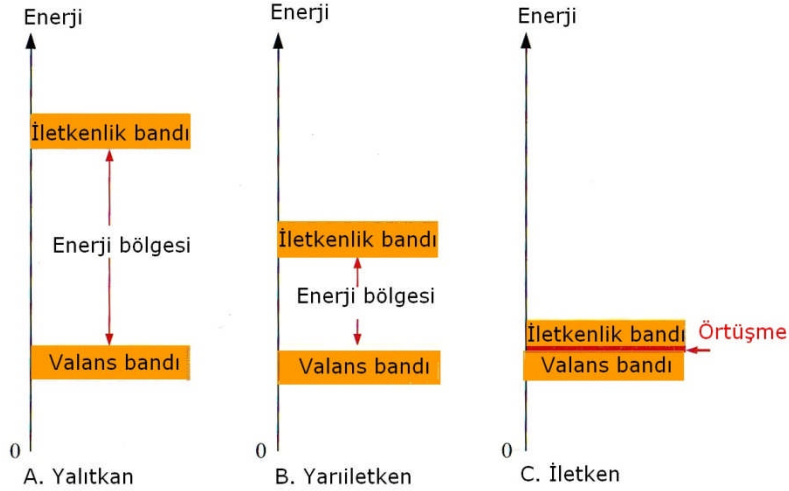 Enerji
İletkenlik bandı
Enerji bölgesi
Valans bandı
0
A. Yalıtkan
Enerji
İletkenlik bandı
Enerji bölgesi
Valans bandı
0
B. Yarıiletken
Enerji
İletkenlik bandı
Örtüşme
Valans bandı
0
C. İletken